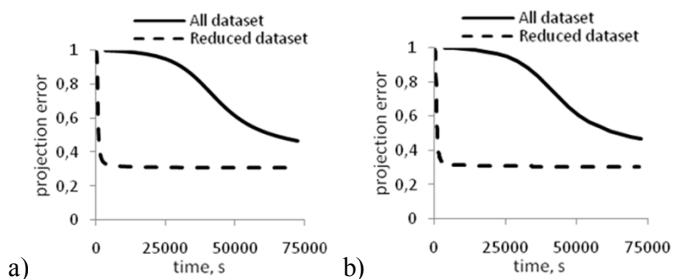 All dataset
Reduced dataset
1
0,8
0,6
0,4
0,2
0
projection error
0 25000 50000 75000
time, s
a)
All dataset
Reduced dataset
1
0,8
0,6
0,4
0,2
0
projection error
0 25000 50000 75000
time, s
b)